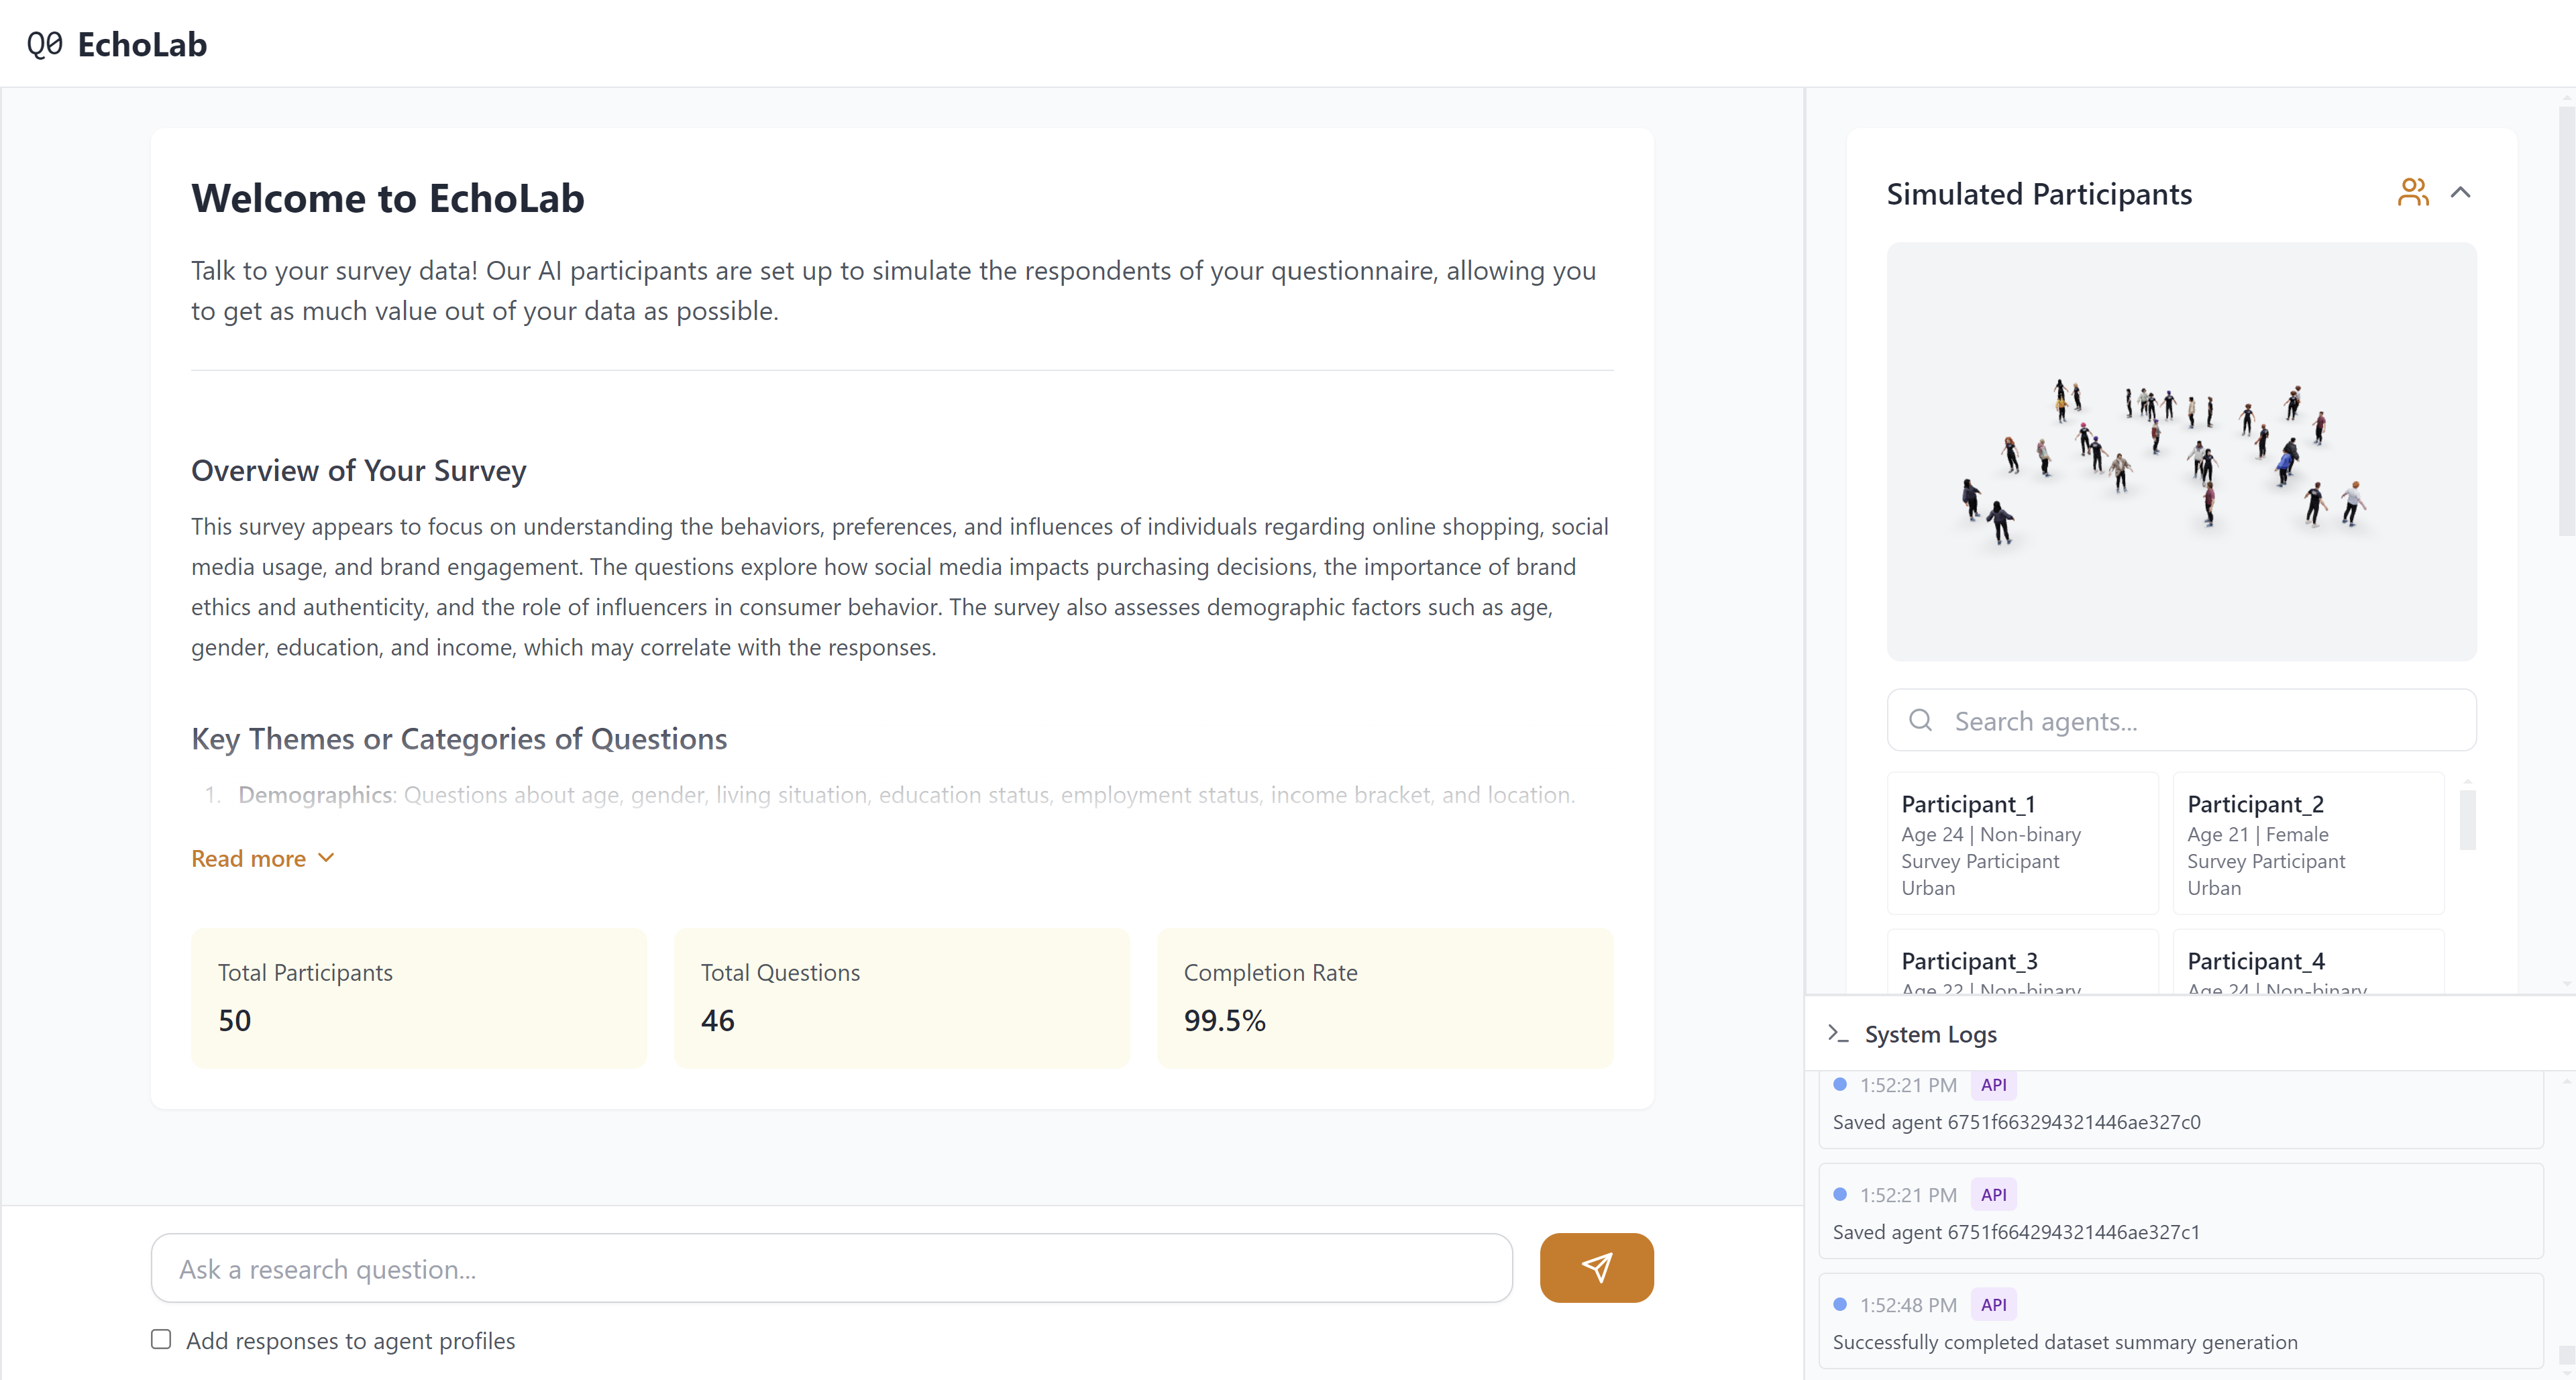 Q0 EchoLab
Welcome to EchoLab
Talk to your survey data! Our AI participants are set up to simulate the respondents of your questionnaire, allowing you
to get as much value out of your data as possible.
Overview of Your Survey
This survey appears to focus on understanding the behaviors, preferences, and influences of individuals regarding online shopping, social
media usage, and brand engagement. The questions explore how social media impacts purchasing decisions, the importance of brand
ethics and authenticity, and the role of influencers in consumer behavior. The survey also assesses demographic factors such as age,
gender, education, and income, which may correlate with the responses.
Key Themes or Categories of Questions
1. Demographics: Questions about age, gender, living situation, education status, employment status, income bracket, and location.
Read more
Total Participants
50
Total Questions
46
Completion Rate
99.5%
Ask a research question...
Add responses to agent profiles
Simulated Participants
Search agents...
Participant_1
Age 24 | Non-binary
Survey Participant
Urban
Participant_2
Age 21 | Female
Survey Participant
Urban
Participant_3
Age 22 | Non-binary
Participant_4
Age 24 | Non-binary
System Logs
1:52:21 PM API
Saved agent 6751f663294321446ae327c0
1:52:21 PM API
Saved agent 6751f664294321446ae327c1
1:52:48 PM API
Successfully completed dataset summary generation